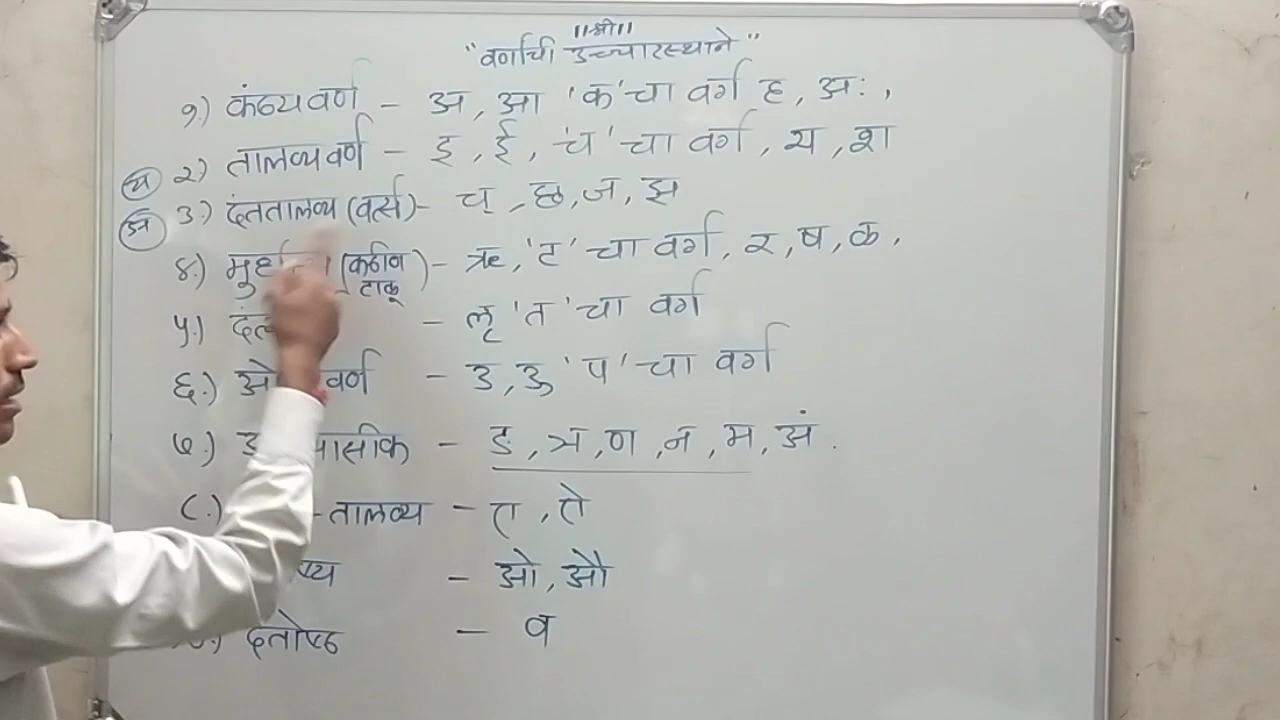 ॥श्री॥
"वर्णाची उच्चारस्थाने"
१.) कंठ्यवर्ण – अ, आ 'क' चा वर्ग ह, अः,
(च) २) तालव्यवर्ण – इ, ई, 'च' चा वर्ग, य, श
(ज) ३.) दंततालव्य (वर्त्स) – च्, छ, ज, झ
४.) (कठीण टाळू) – ऋ, 'ट' चा वर्ग, र, ष, ळ,
५.) – लृ 'त' चा वर्ग
६.) वर्ण – उ, ऊ 'प' चा वर्ग
७.) – ङ, ञ, ण, न, म, अं.
८.) -तालव्य – ए, ऐ
– ओ, औ
दंतोष्ठ – व